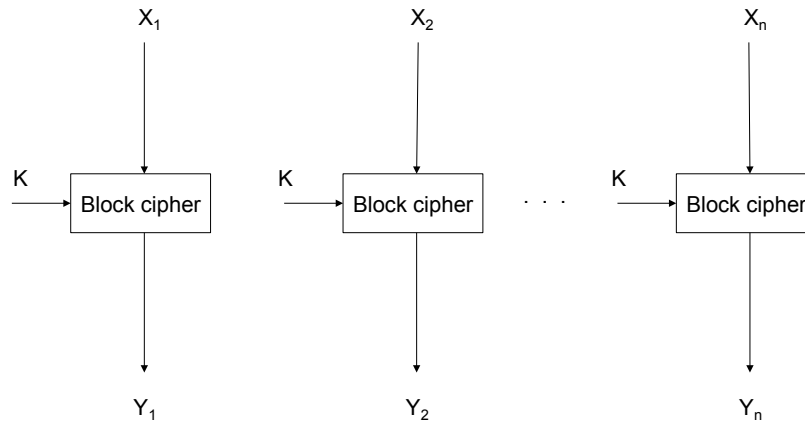 X₁ X₂ Xₙ
K Block cipher K Block cipher . . . K Block cipher
Y₁ Y₂ Yₙ